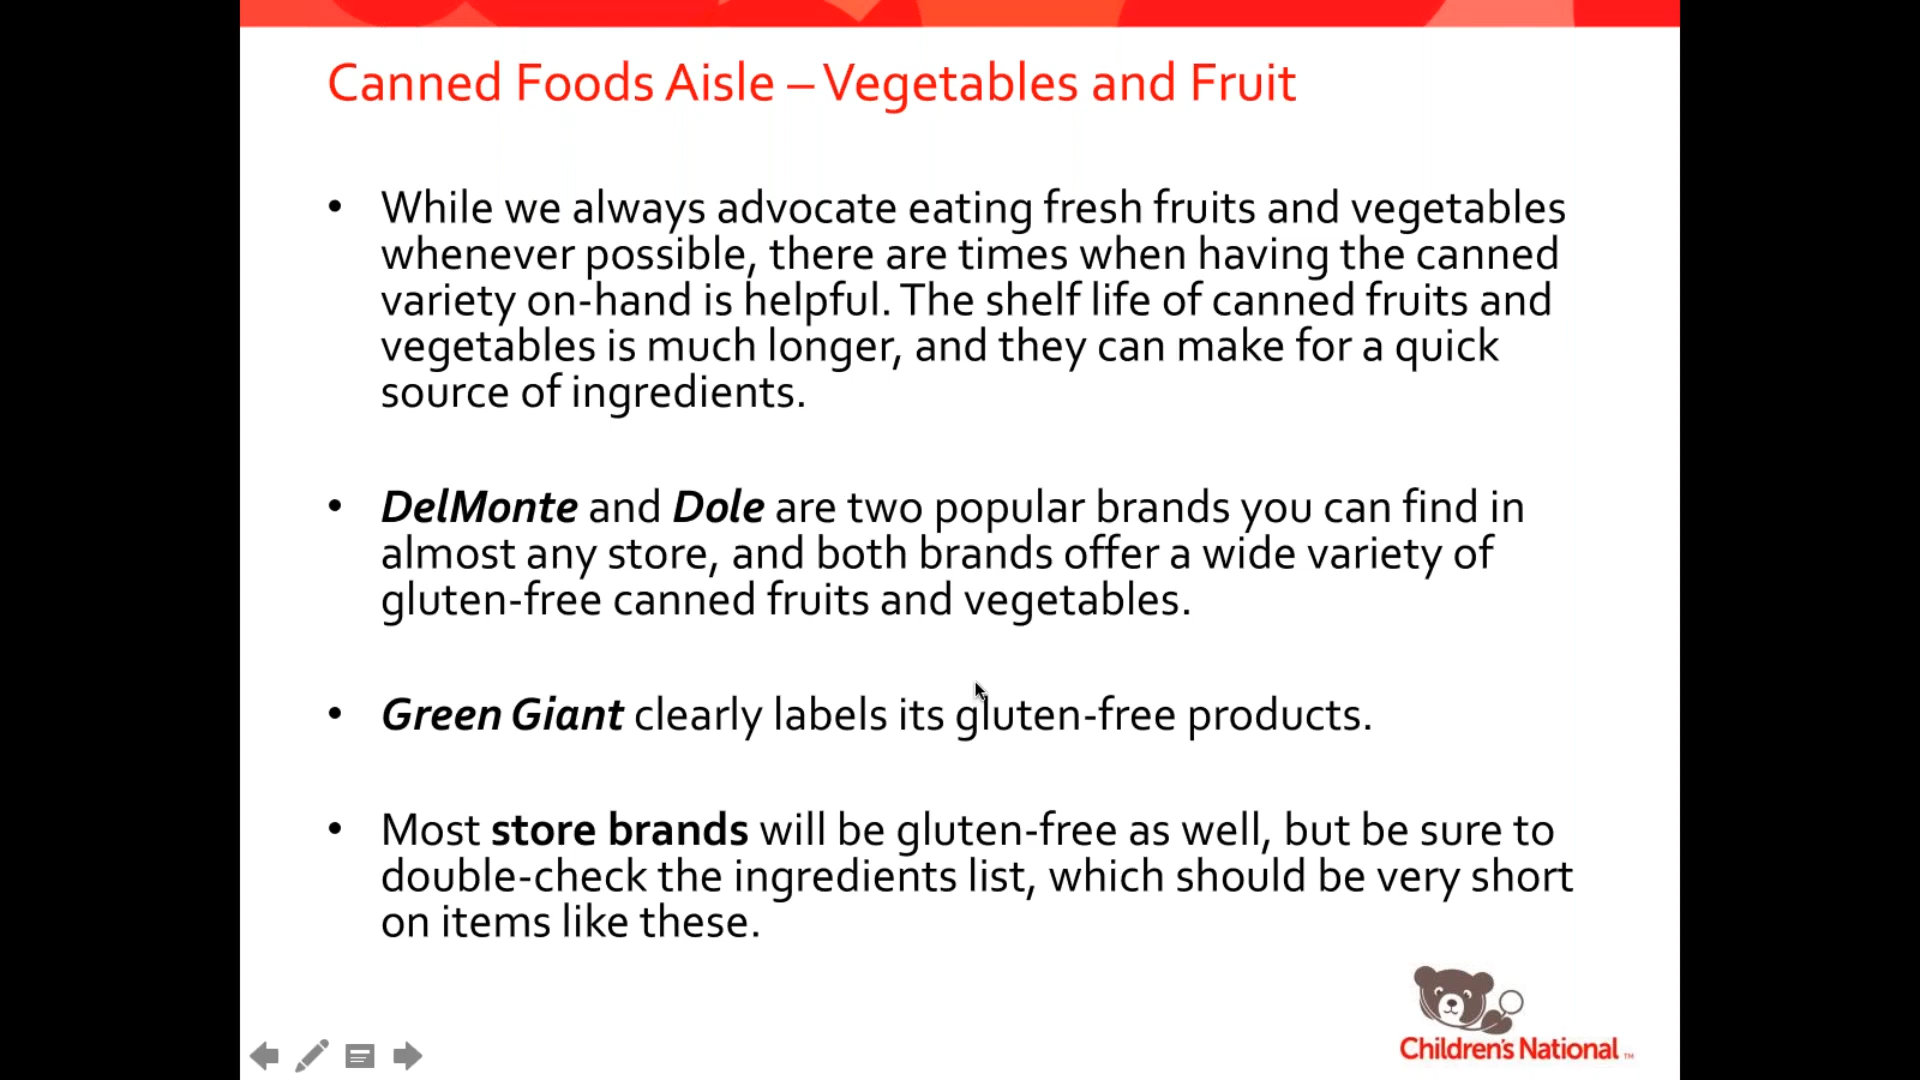 Canned Foods Aisle – Vegetables and Fruit
• While we always advocate eating fresh fruits and vegetables
whenever possible, there are times when having the canned
variety on-hand is helpful. The shelf life of canned fruits and
vegetables is much longer, and they can make for a quick
source of ingredients.
• DelMonte and Dole are two popular brands you can find in
almost any store, and both brands offer a wide variety of
gluten-free canned fruits and vegetables.
• Green Giant clearly labels its gluten-free products.
• Most store brands will be gluten-free as well, but be sure to
double-check the ingredients list, which should be very short
on items like these.
Children's National ™